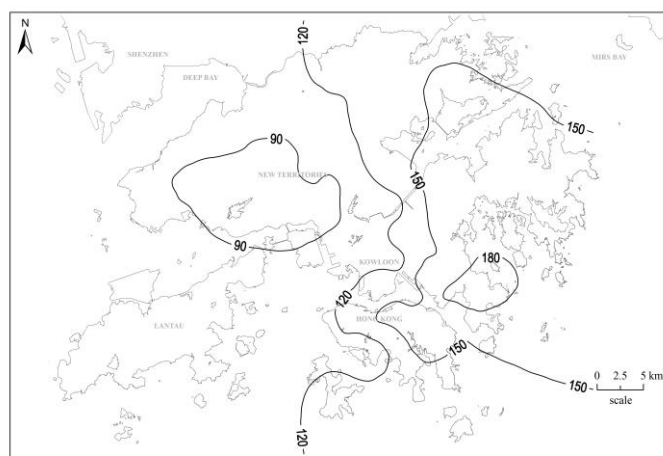 N
120
SHENZHEN
MIRS BAY
DEEP BAY
150
90
NEW TERRITORIES
150
90
180
KOWLOON
120
HONG KONG
LANTAU
150
150
0 2.5 5 km
scale
120